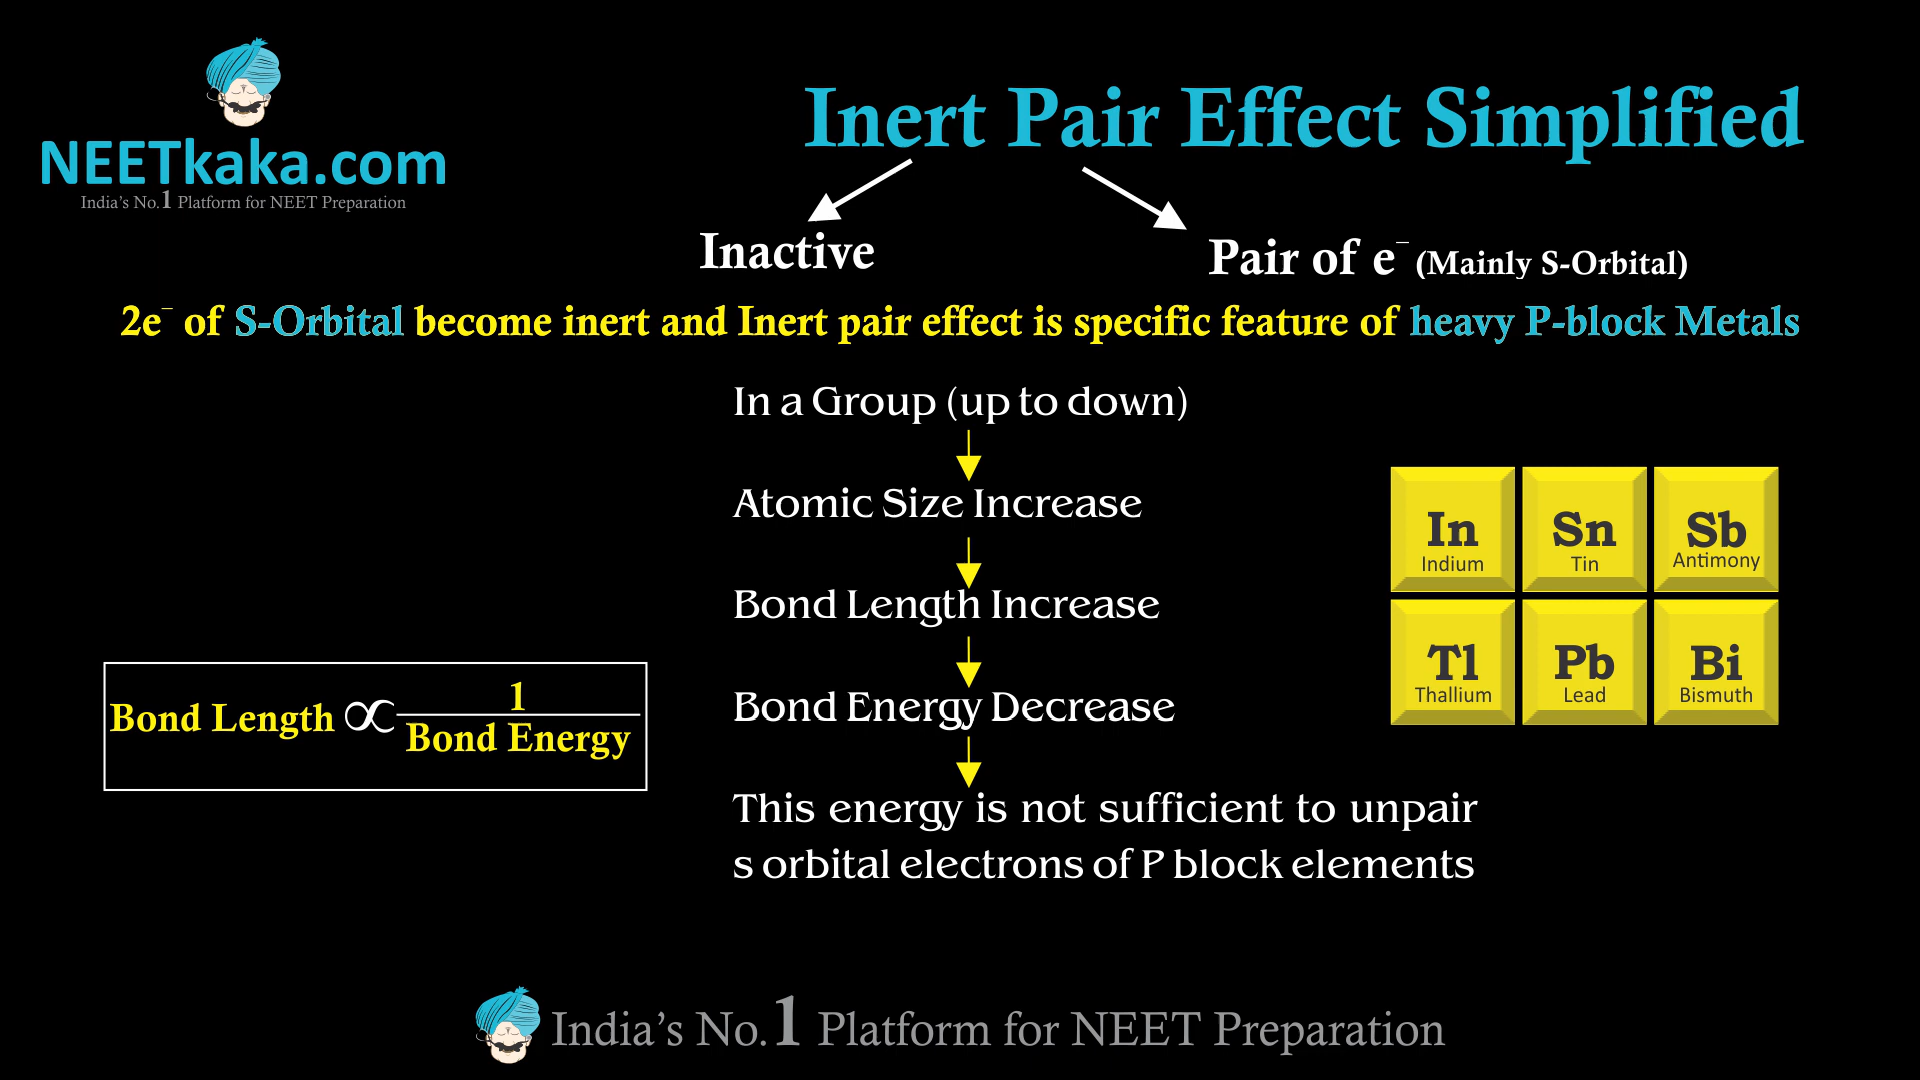 NEETkaka.com
India's No.1 Platform for NEET Preparation
Inert Pair Effect Simplified
Inactive
Pair of e⁻ (Mainly S-Orbital)
2e⁻ of S-Orbital become inert and Inert pair effect is specific feature of heavy P-block Metals
In a Group (up to down)
Atomic Size Increase
Bond Length Increase
Bond Energy Decrease
This energy is not sufficient to unpair
s orbital electrons of P block elements
Bond Length ∝ 1
Bond Energy
In Sn Sb
Indium Tin Antimony
Tl Pb Bi
Thallium Lead Bismuth
India's No.1 Platform for NEET Preparation